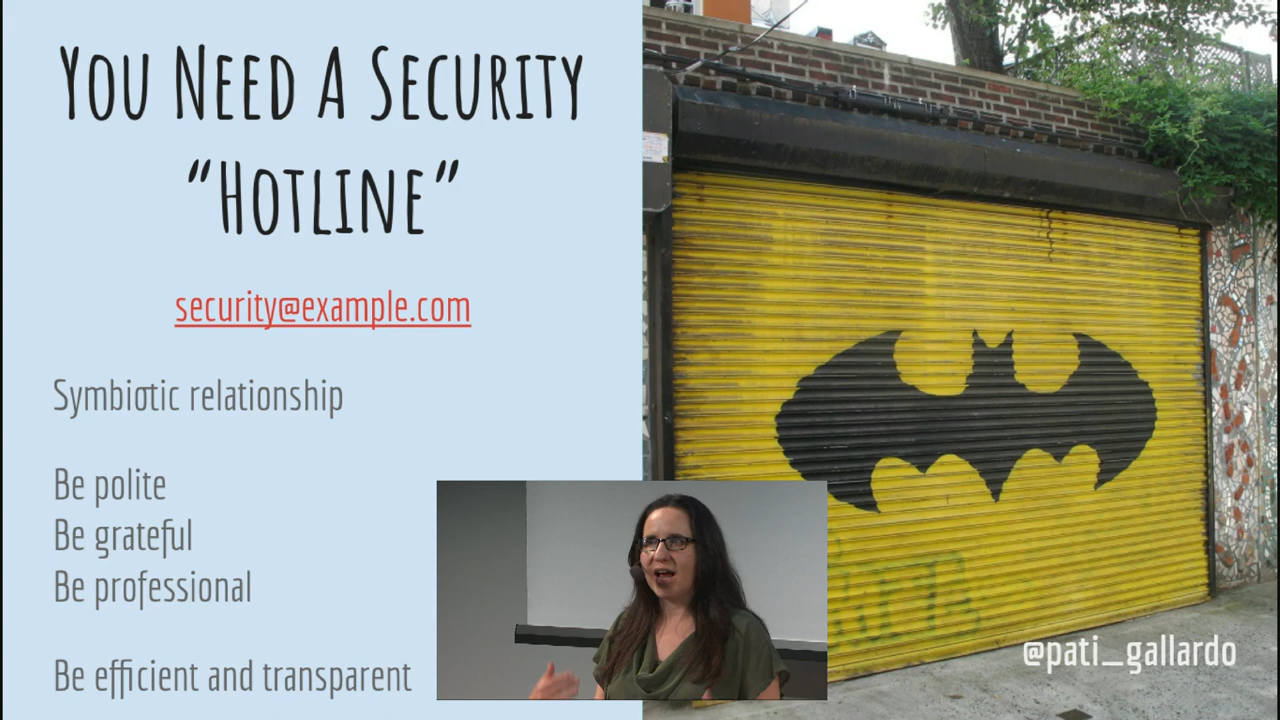 You Need A Security
“Hotline”
security@example.com
Symbiotic relationship
Be polite
Be grateful
Be professional
Be efficient and transparent
@pati_gallardo